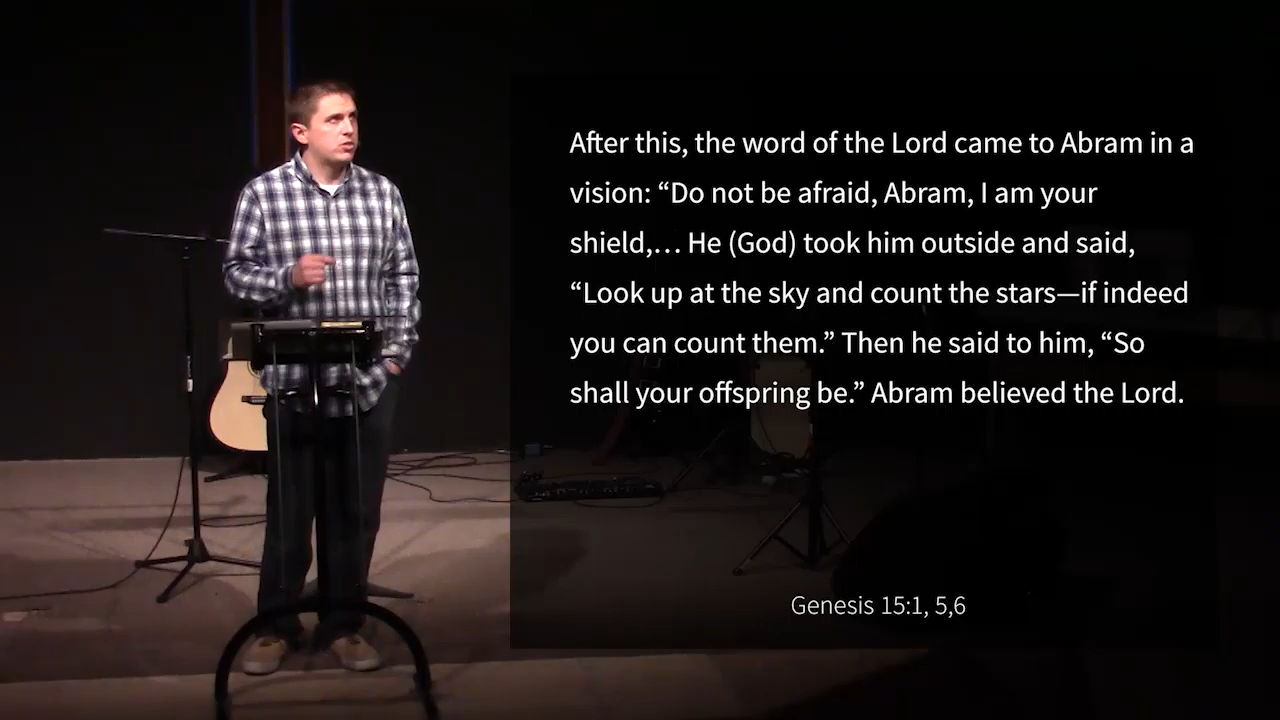 After this, the word of the Lord came to Abram in a
vision: “Do not be afraid, Abram, I am your
shield,… He (God) took him outside and said,
“Look up at the sky and count the stars—if indeed
you can count them.” Then he said to him, “So
shall your offspring be.” Abram believed the Lord.
Genesis 15:1, 5,6